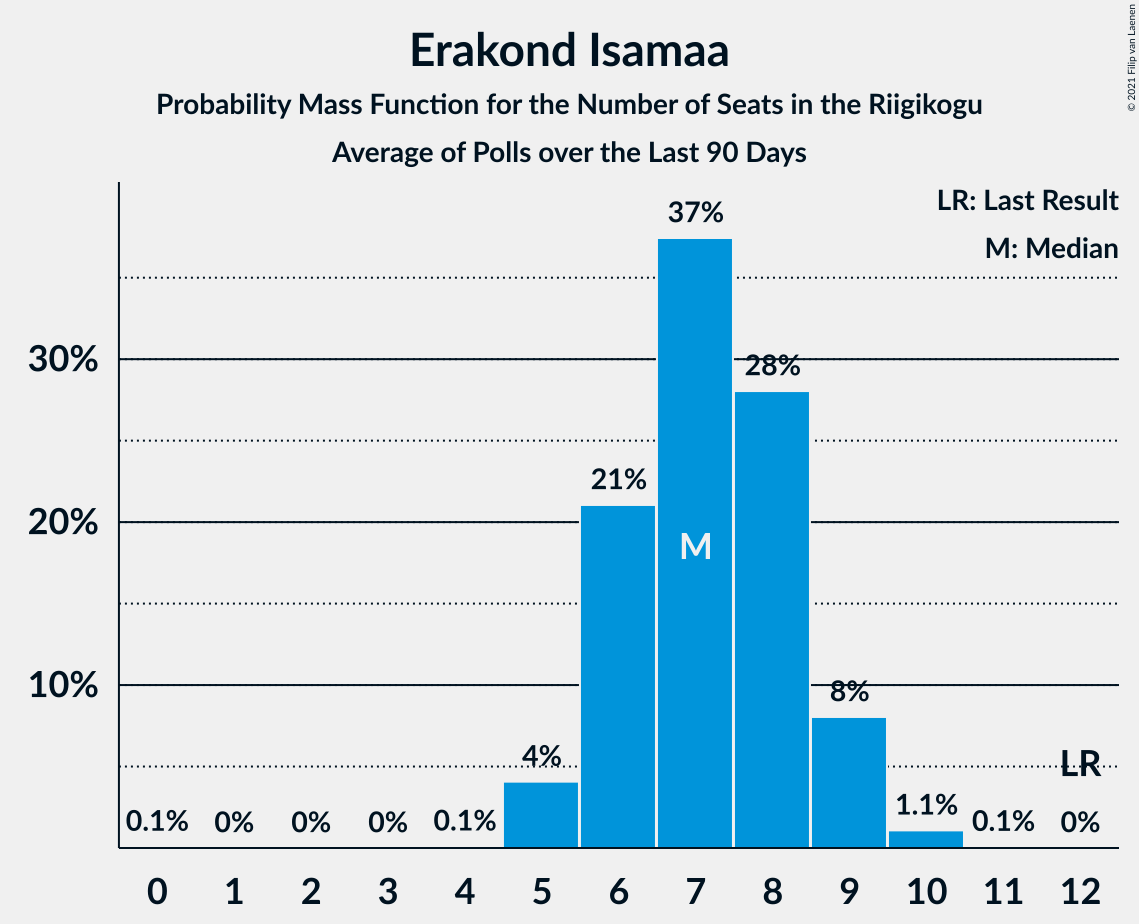 Erakond Isamaa
Probability Mass Function for the Number of Seats in the Riigikogu
Average of Polls over the Last 90 Days
© 2021 Filip van Laenen
LR: Last Result
M: Median
37%
30%
28%
21%
20%
M
10%
8%
4%
LR
0.1% 0% 0% 0% 0.1% 1.1% 0.1% 0%
0 1 2 3 4 5 6 7 8 9 10 11 12